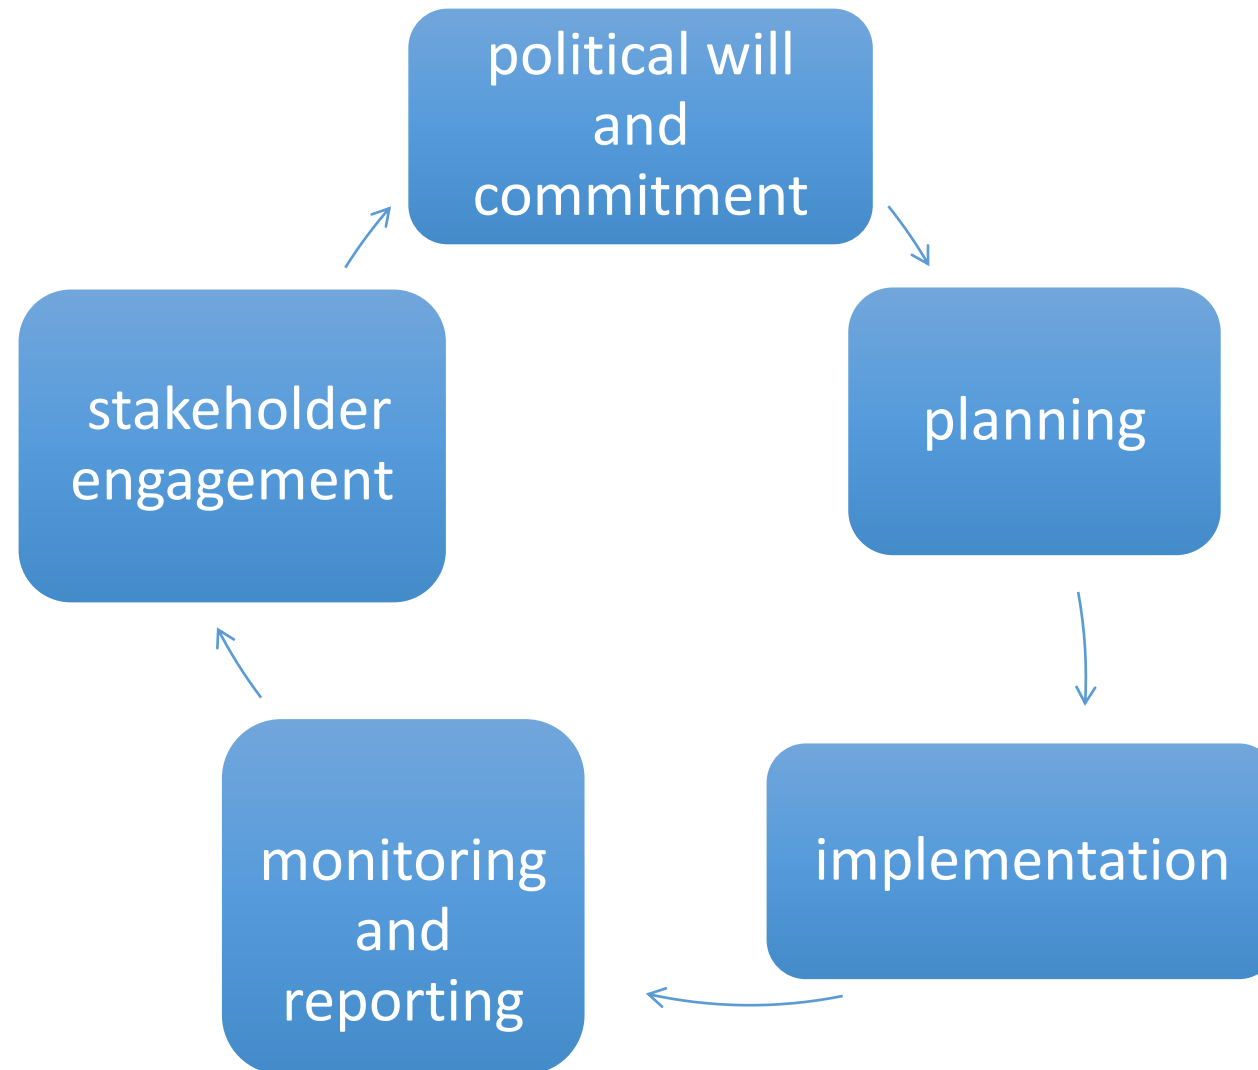 political will
and
commitment
planning
implementation
monitoring
and
reporting
stakeholder
engagement